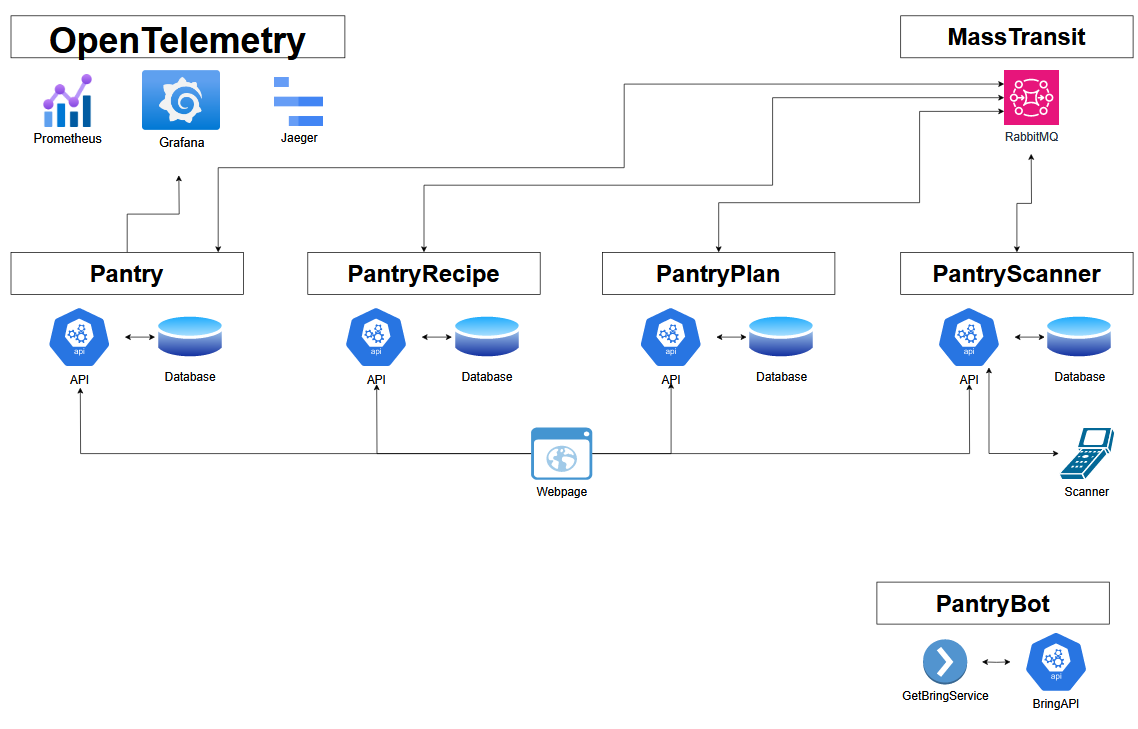 OpenTelemetry
MassTransit
Prometheus
Grafana
Jaeger
RabbitMQ
Pantry
PantryRecipe
PantryPlan
PantryScanner
api
api
api
api
API
Database
API
Database
API
Database
API
Database
Webpage
Scanner
PantryBot
api
GetBringService
BringAPI